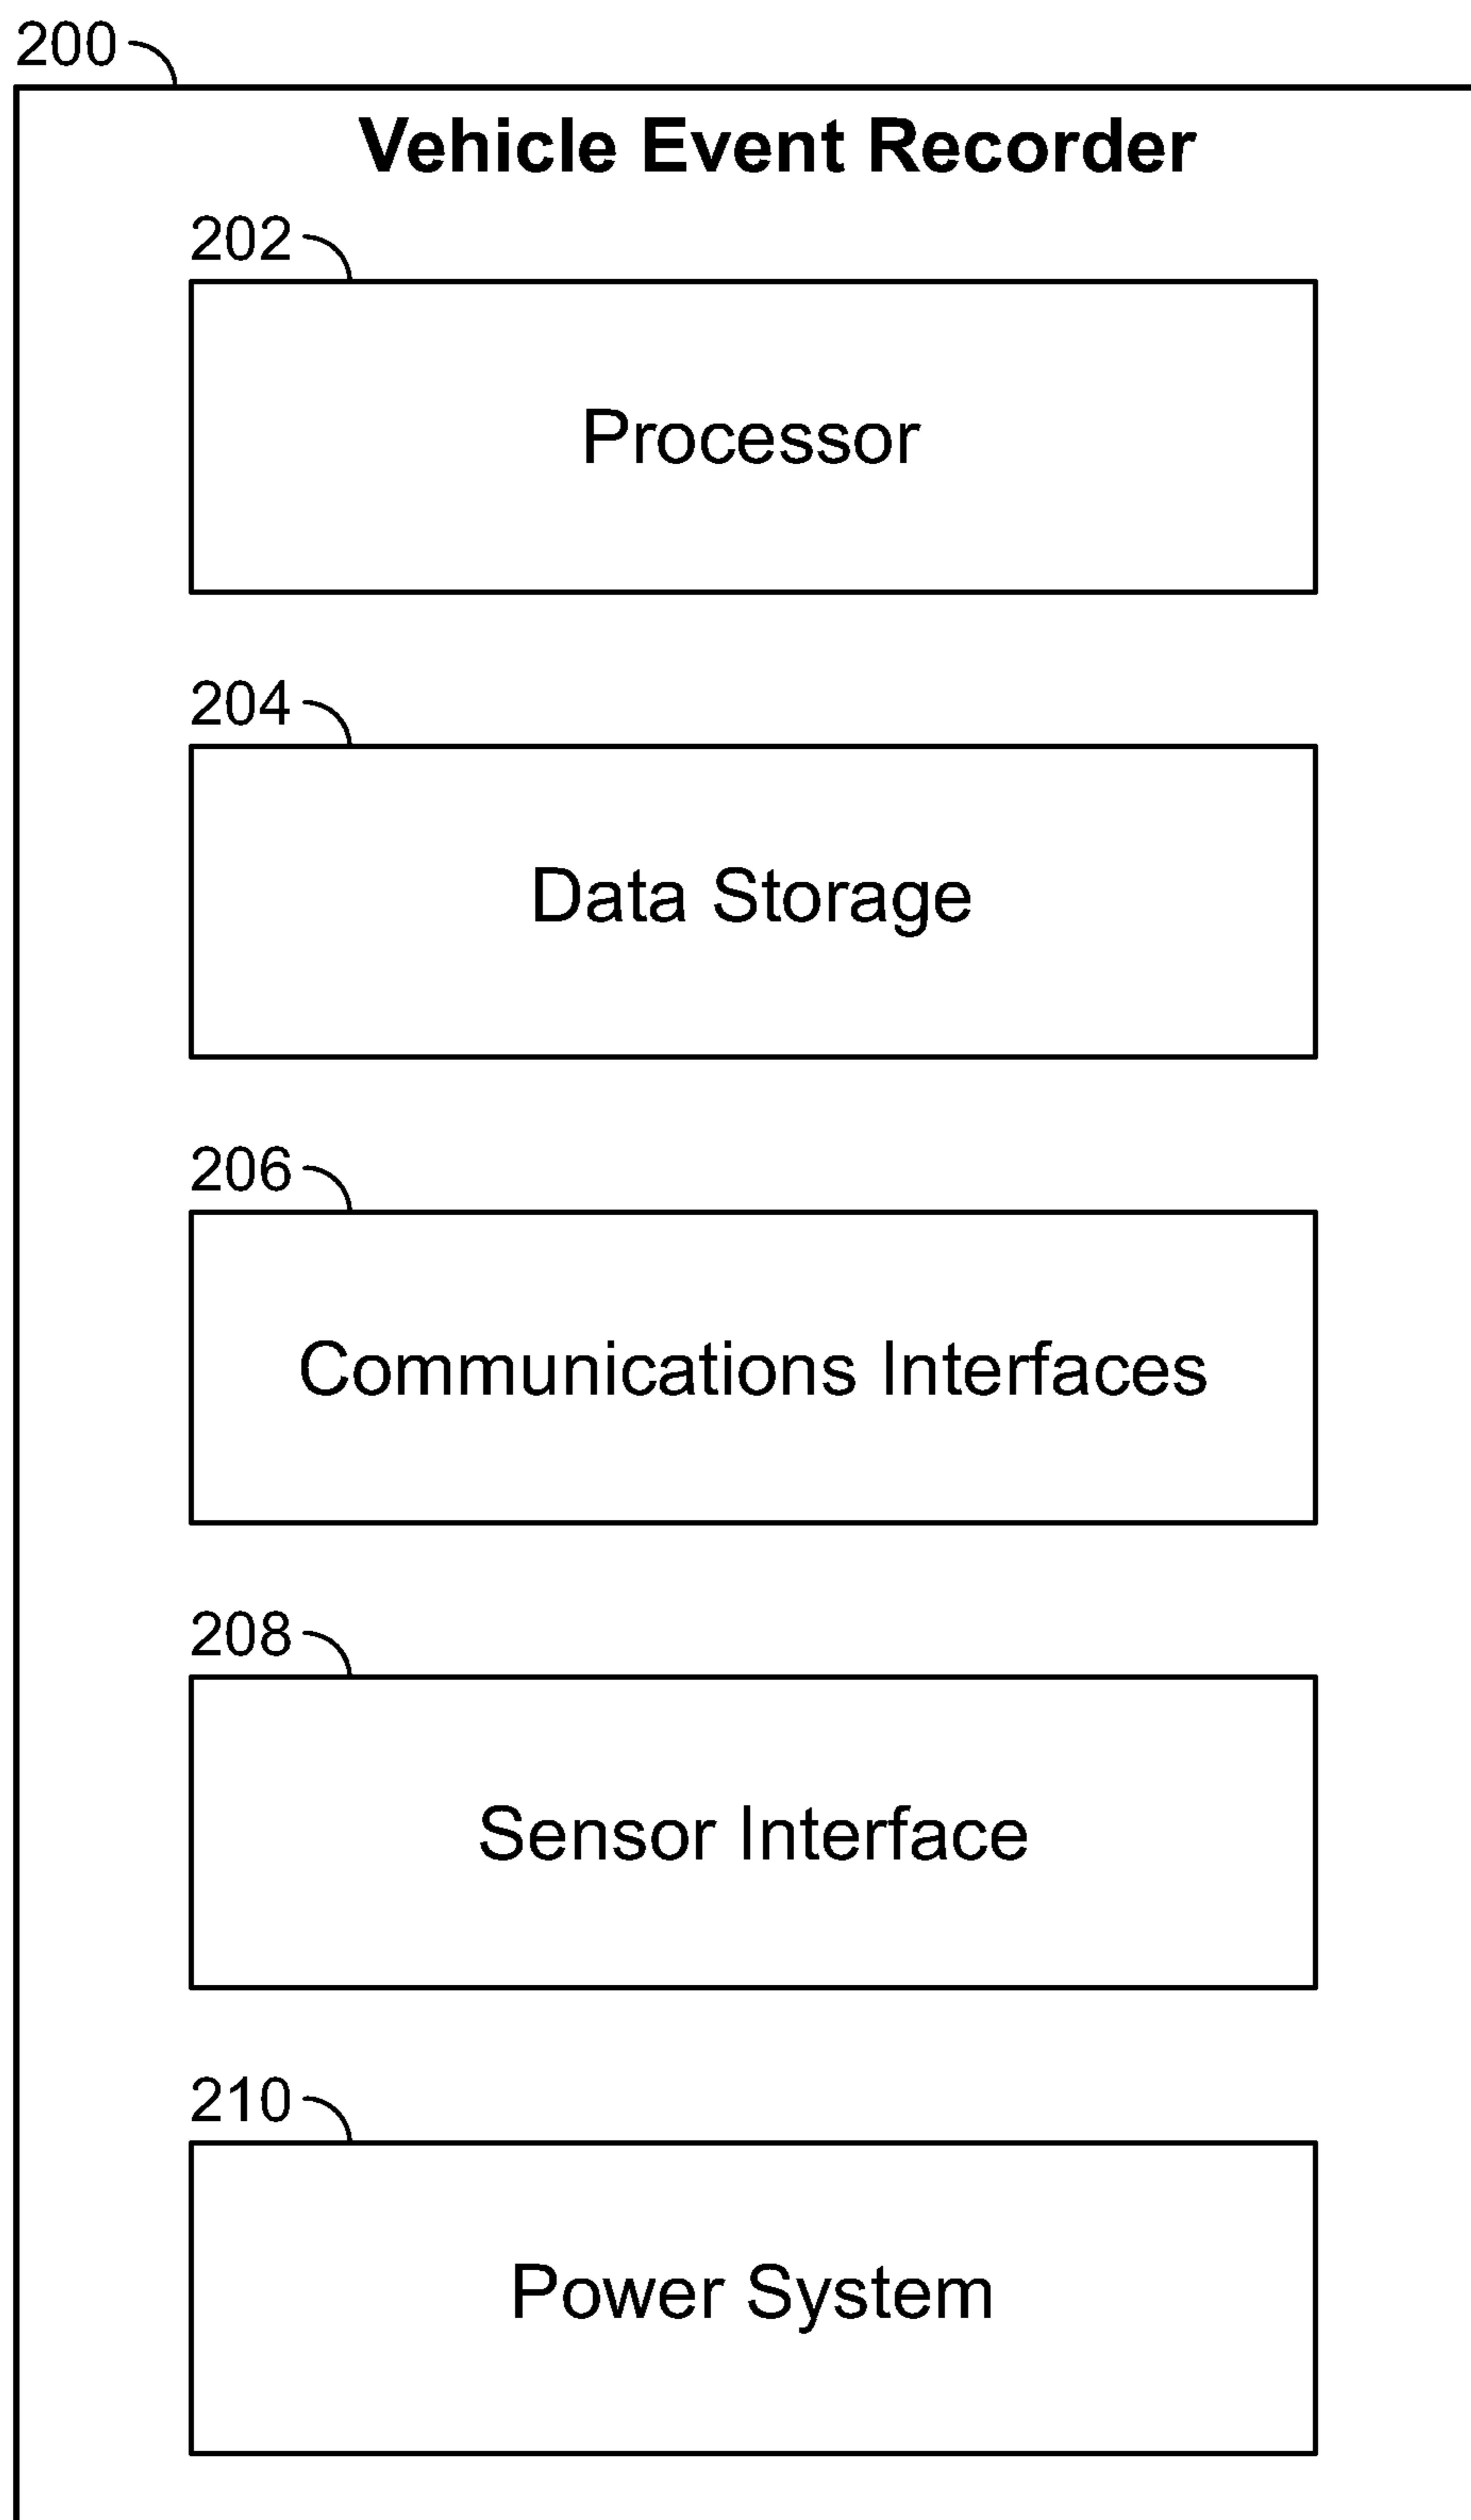 200
Vehicle Event Recorder
202
Processor
204
Data Storage
206
Communications Interfaces
208
Sensor Interface
210
Power System